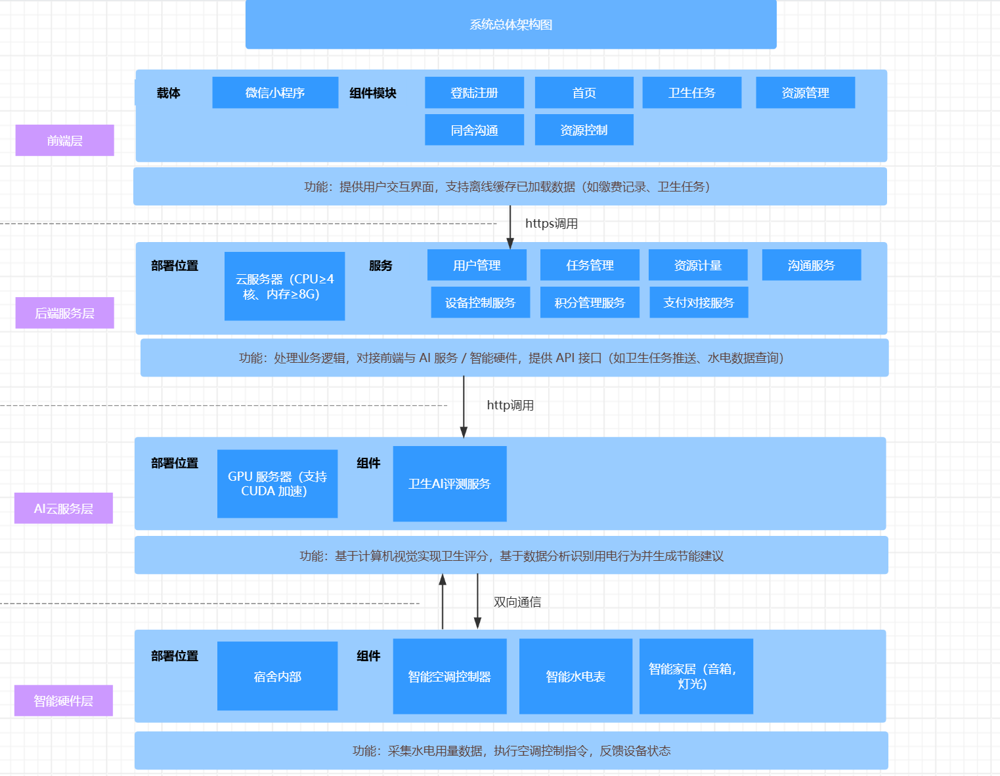 系统总体架构图
载体
微信小程序
组件模块
登陆注册
首页
卫生任务
资源管理
同舍沟通
资源控制
前端层
功能：提供用户交互界面，支持离线缓存已加载数据（如缴费记录、卫生任务）
https调用
部署位置
云服务器（CPU≥4
核、内存≥8G）
服务
用户管理
任务管理
资源计量
沟通服务
设备控制服务
积分管理服务
支付对接服务
后端服务层
功能：处理业务逻辑，对接前端与 AI 服务 / 智能硬件，提供 API 接口（如卫生任务推送、水电数据查询）
http调用
部署位置
GPU 服务器（支持
CUDA 加速）
组件
卫生AI评测服务
AI云服务层
功能：基于计算机视觉实现卫生评分，基于数据分析识别用电行为并生成节能建议
双向通信
部署位置
宿舍内部
组件
智能空调控制器
智能水电表
智能家居（音箱，
灯光）
智能硬件层
功能：采集水电用量数据，执行空调控制指令，反馈设备状态